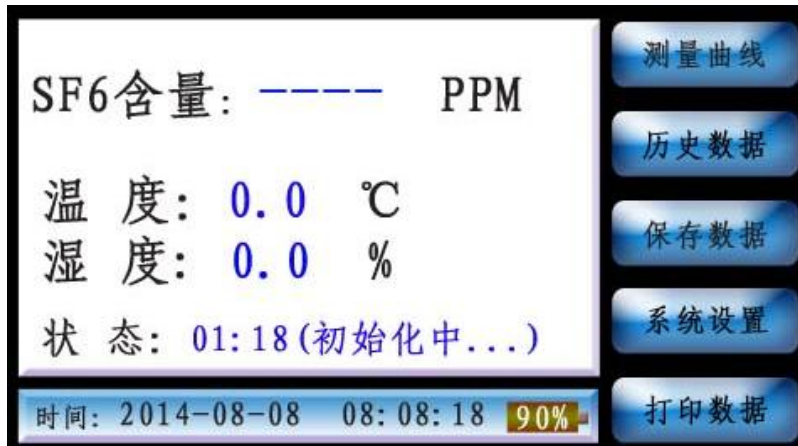 SF6含量: ---- PPM
温 度: 0.0 ℃
湿 度: 0.0 %
状 态: 01:18(初始化中...)
时间: 2014-08-08 08:08:18 90%
测量曲线
历史数据
保存数据
系统设置
打印数据